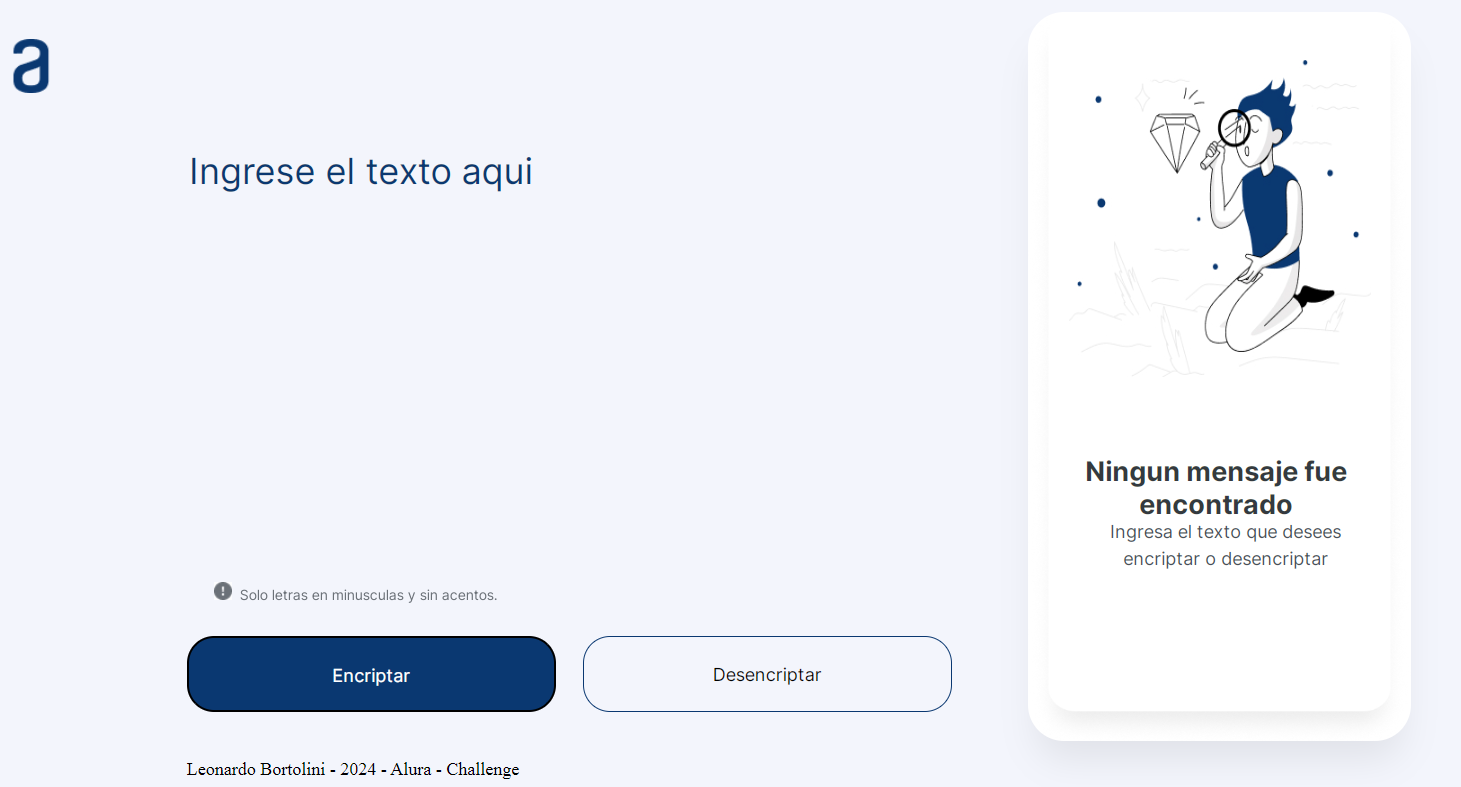 a
Ingrese el texto aqui
Ningun mensaje fue
encontrado
Ingresa el texto que desees
encriptar o desencriptar
! Solo letras en minusculas y sin acentos.
Encriptar
Desencriptar
Leonardo Bortolini - 2024 - Alura - Challenge